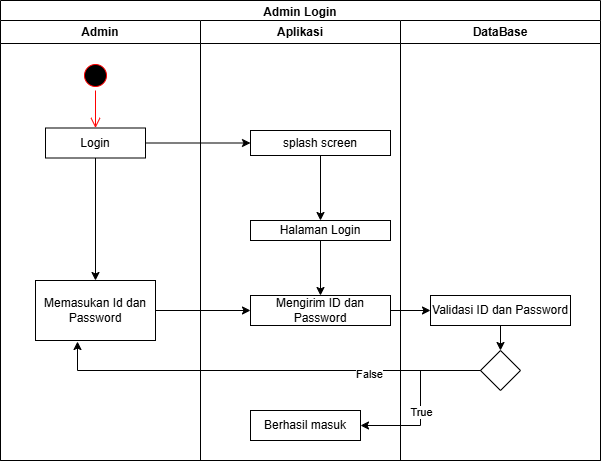 Admin Login
Admin
Aplikasi
DataBase
Login
splash screen
Halaman Login
Memasukan Id dan
Password
Mengirim ID dan
Password
Validasi ID dan Password
False
True
Berhasil masuk